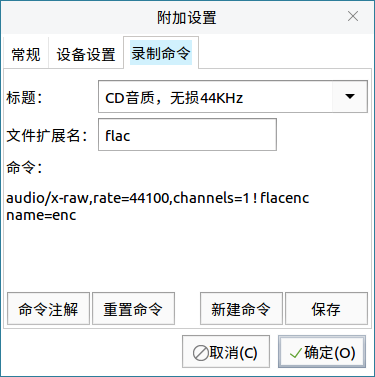 附加设置
常规 设备设置 录制命令
标题： CD音质，无损44KHz
文件扩展名： flac
命令：
audio/x-raw,rate=44100,channels=1 ! flacenc
name=enc
命令注解 重置命令 新建命令 保存
取消(C) 确定(O)